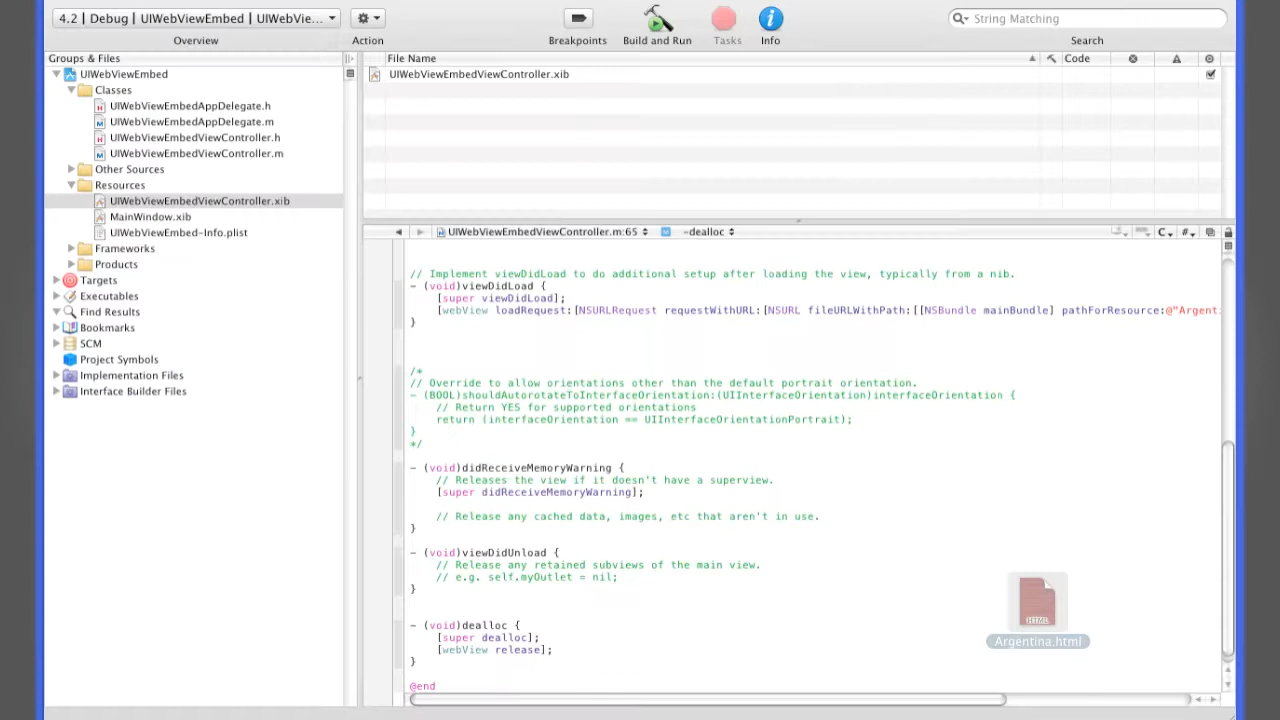 4.2 | Debug | UIWebViewEmbed | UIWebVie...
String Matching
Overview
Action
Breakpoints
Build and Run
Tasks
Info
Search
Groups & Files
File Name
Code
UIWebViewEmbed
UIWebViewEmbedViewController.xib
Classes
UIWebViewEmbedAppDelegate.h
UIWebViewEmbedAppDelegate.m
UIWebViewEmbedViewController.h
UIWebViewEmbedViewController.m
Other Sources
Resources
UIWebViewEmbedViewController.xib
MainWindow.xib
UIWebViewEmbed-Info.plist
Frameworks
Products
Targets
Executables
Find Results
Bookmarks
SCM
Project Symbols
Implementation Files
Interface Builder Files
UIWebViewEmbedViewController.m:65
-dealloc
C
#
// Implement viewDidLoad to do additional setup after loading the view, typically from a nib.
- (void)viewDidLoad {
[super viewDidLoad];
[webView loadRequest:[NSURLRequest requestWithURL:[NSURL fileURLWithPath:[[NSBundle mainBundle] pathForResource:@"Argenti
}
/*
// Override to allow orientations other than the default portrait orientation.
- (BOOL)shouldAutorotateToInterfaceOrientation:(UIInterfaceOrientation)interfaceOrientation {
// Return YES for supported orientations
return (interfaceOrientation == UIInterfaceOrientationPortrait);
}
*/
- (void)didReceiveMemoryWarning {
// Releases the view if it doesn't have a superview.
[super didReceiveMemoryWarning];
// Release any cached data, images, etc that aren't in use.
}
- (void)viewDidUnload {
// Release any retained subviews of the main view.
// e.g. self.myOutlet = nil;
}
- (void)dealloc {
[super dealloc];
[webView release];
}
@end
HTML
Argentina.html